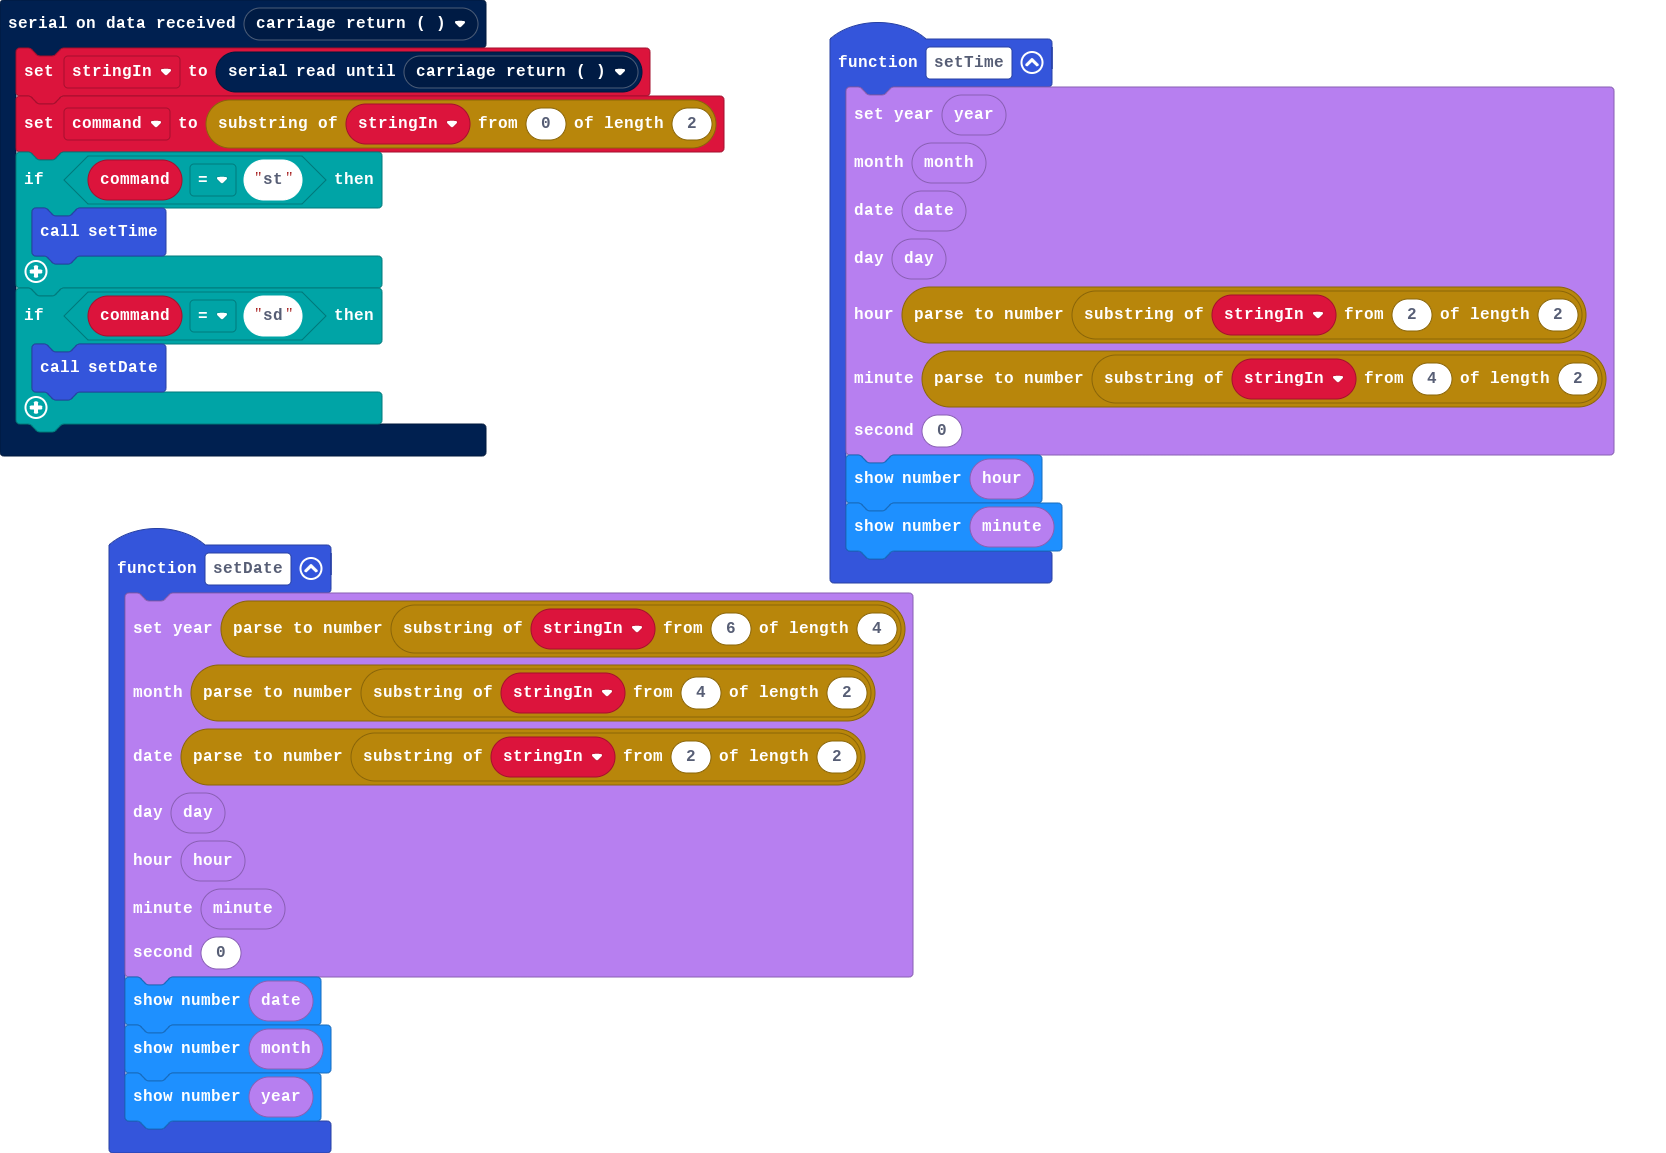 serial on data received carriage return ( )
set stringIn to serial read until carriage return ( )
set command to substring of stringIn from 0 of length 2
if command = "st" then
call setTime
if command = "sd" then
call setDate
function setTime
set year year
month month
date date
day day
hour parse to number substring of stringIn from 2 of length 2
minute parse to number substring of stringIn from 4 of length 2
second 0
show number hour
show number minute
function setDate
set year parse to number substring of stringIn from 6 of length 4
month parse to number substring of stringIn from 4 of length 2
date parse to number substring of stringIn from 2 of length 2
day day
hour hour
minute minute
second 0
show number date
show number month
show number year